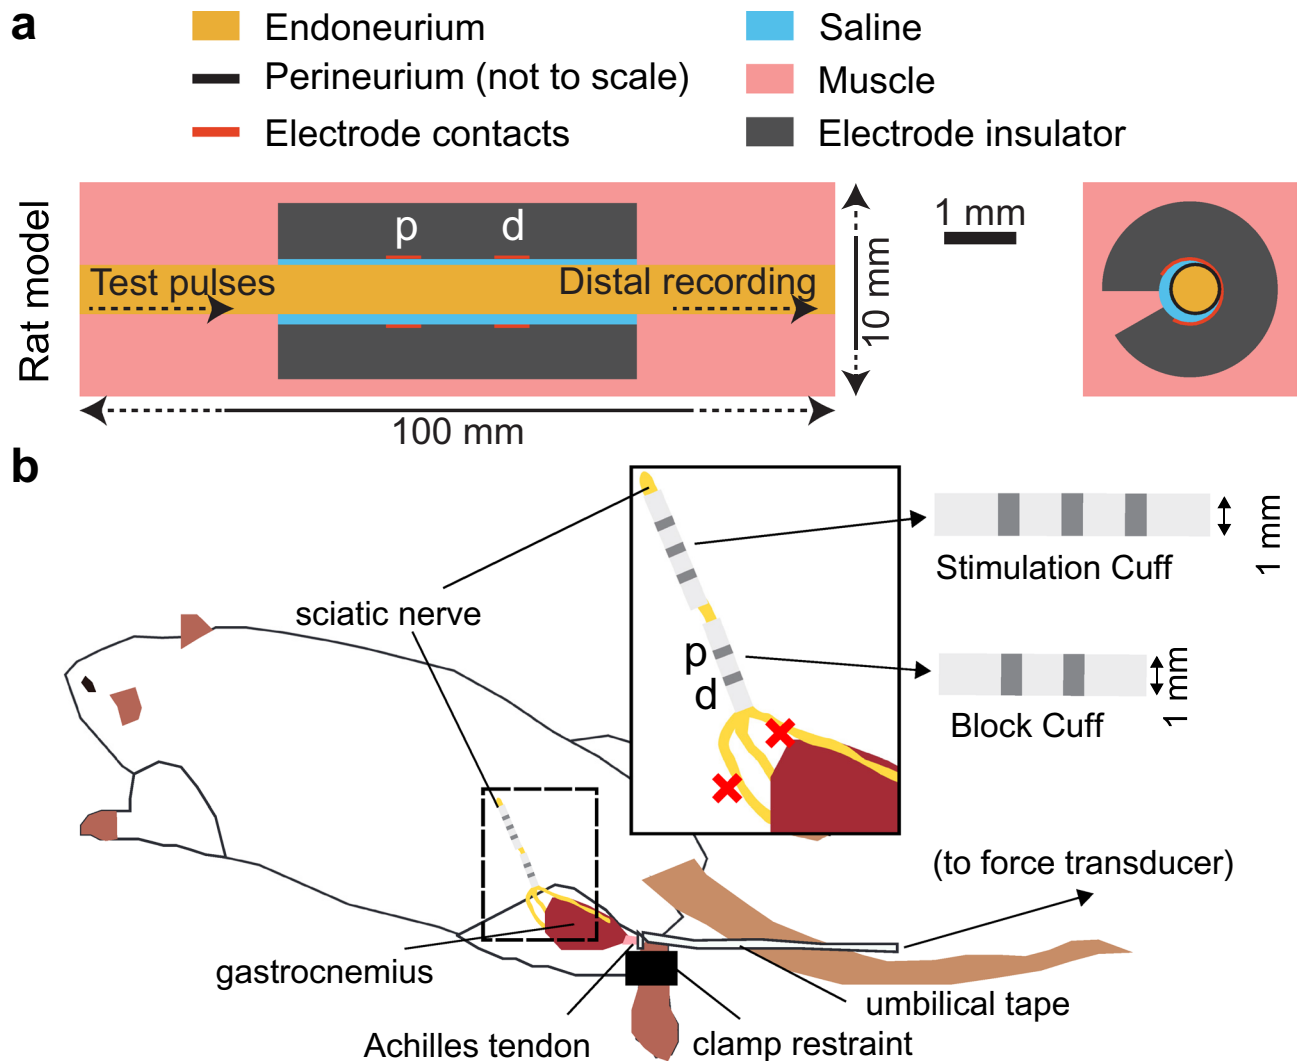 a
Endoneurium
Perineurium (not to scale)
Electrode contacts
Saline
Muscle
Electrode insulator
Rat model
p
d
Test pulses
Distal recording
10 mm
100 mm
1 mm
b
sciatic nerve
p
d
Stimulation Cuff
1 mm
Block Cuff
1 mm
(to force transducer)
gastrocnemius
umbilical tape
Achilles tendon
clamp restraint